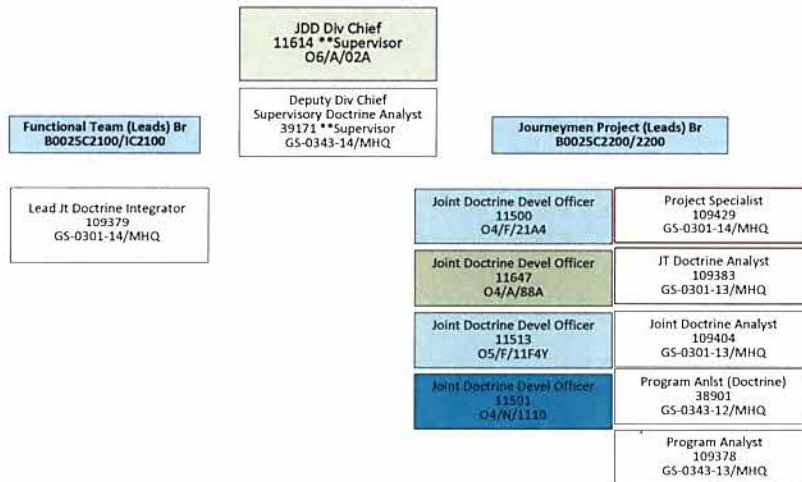 JDD Div Chief
11614 **Supervisor
O6/A/02A
Deputy Div Chief
Supervisory Doctrine Analyst
39171 **Supervisor
GS-0343-14/MHQ
Functional Team (Leads) Br
B0025C2100/IC2100
Journeymen Project (Leads) Br
B0025C2200/2200
Lead Jt Doctrine Integrator
109379
GS-0301-14/MHQ
Joint Doctrine Devel Officer
11500
O4/F/21A4
Project Specialist
109429
GS-0301-14/MHQ
Joint Doctrine Devel Officer
11647
O4/A/88A
JT Doctrine Analyst
109383
GS-0301-13/MHQ
Joint Doctrine Devel Officer
11513
O5/F/11F4Y
Joint Doctrine Analyst
109404
GS-0301-13/MHQ
Joint Doctrine Devel Officer
11501
O4/N/1110
Program Anlst (Doctrine)
38901
GS-0343-12/MHQ
Program Analyst
109378
GS-0343-13/MHQ